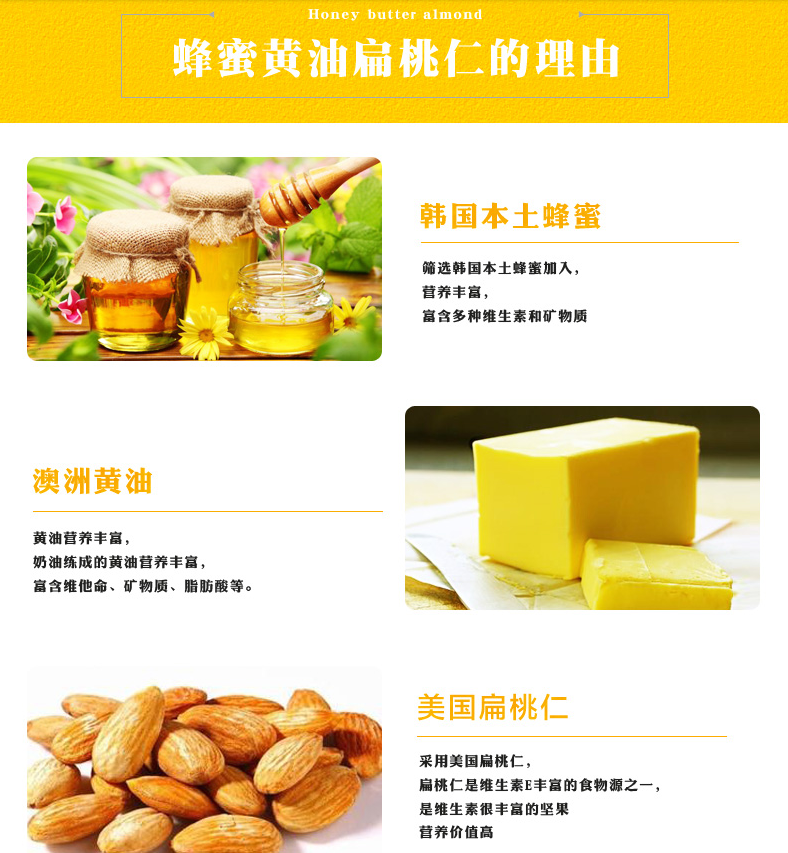 Honey butter almond
蜂蜜黄油扁桃仁的理由
韩国本土蜂蜜
筛选韩国本土蜂蜜加入，
营养丰富，
富含多种维生素和矿物质
澳洲黄油
黄油营养丰富，
奶油练成的黄油营养丰富，
富含维他命、矿物质、脂肪酸等。
美国扁桃仁
采用美国扁桃仁，
扁桃仁是维生素E丰富的食物源之一，
是维生素很丰富的坚果
营养价值高